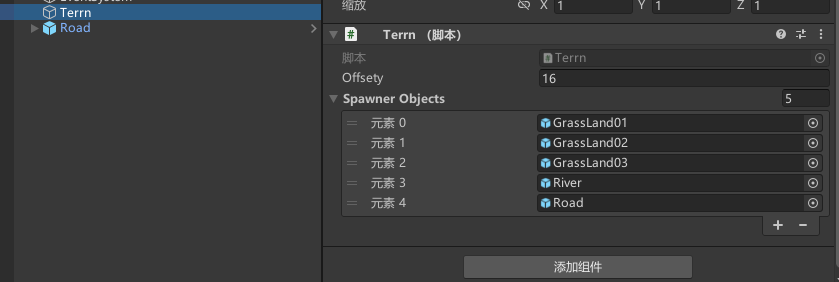 Terrn
Road
缩放 X 1 Y 1 Z 1
# Terrn （脚本）
脚本 Terrn
Offsety 16
Spawner Objects 5
元素 0 GrassLand01
元素 1 GrassLand02
元素 2 GrassLand03
元素 3 River
元素 4 Road
+ −
添加组件